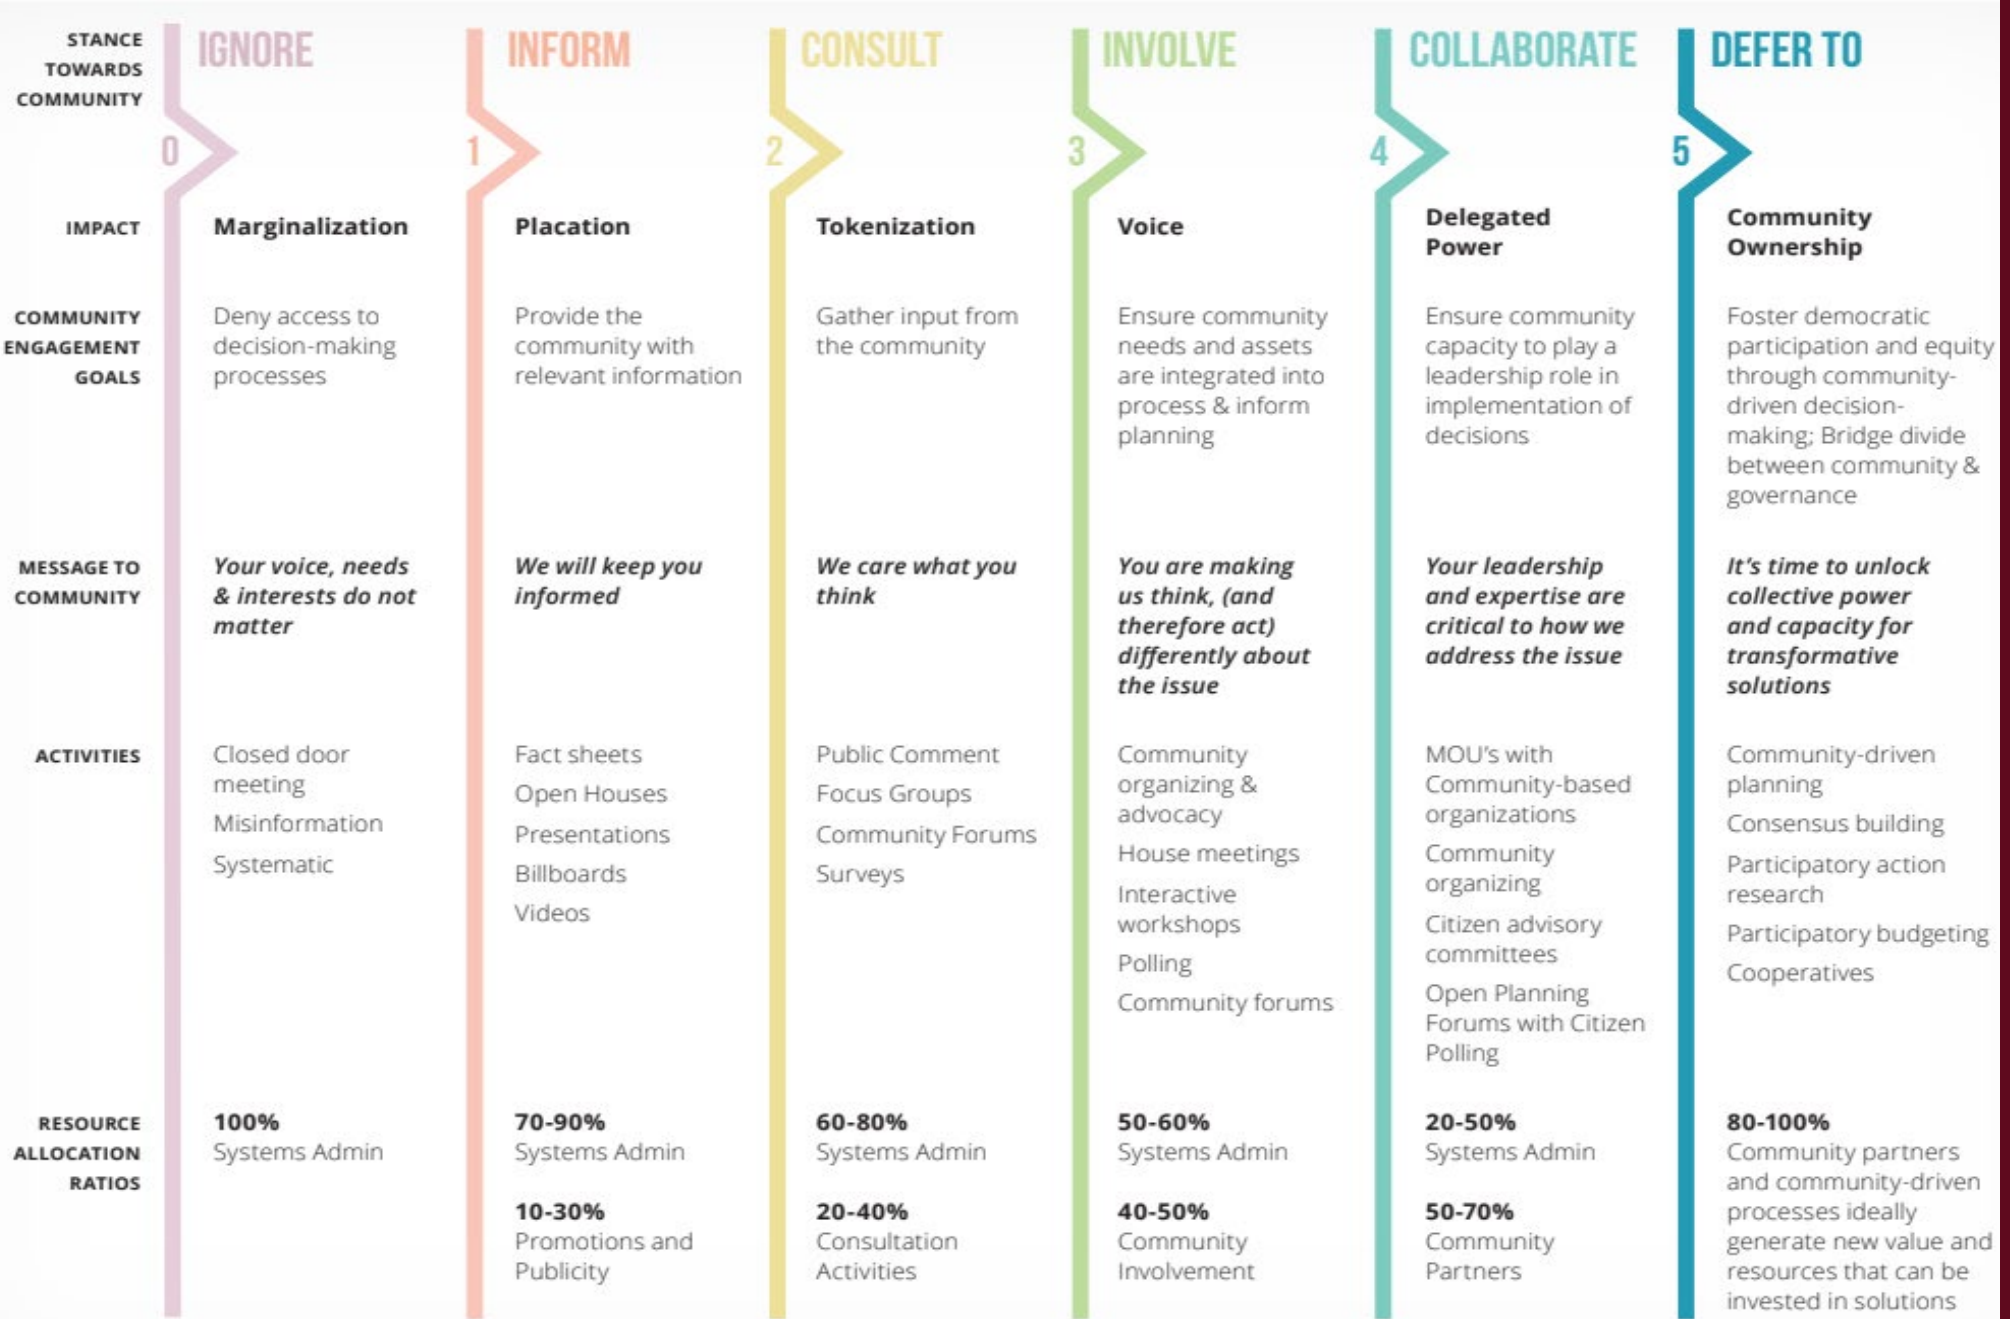 STANCE
TOWARDS
COMMUNITY
IGNORE
INFORM
CONSULT
INVOLVE
COLLABORATE
DEFER TO
0
1
2
3
4
5
IMPACT
Marginalization
Placation
Tokenization
Voice
Delegated
Power
Community
Ownership
COMMUNITY
ENGAGEMENT
GOALS
Deny access to
decision-making
processes
Provide the
community with
relevant information
Gather input from
the community
Ensure community
needs and assets
are integrated into
process & inform
planning
Ensure community
capacity to play a
leadership role in
implementation of
decisions
Foster democratic
participation and equity
through community-
driven decision-
making; Bridge divide
between community &
governance
MESSAGE TO
COMMUNITY
Your voice, needs
& interests do not
matter
We will keep you
informed
We care what you
think
You are making
us think, (and
therefore act)
differently about
the issue
Your leadership
and expertise are
critical to how we
address the issue
It's time to unlock
collective power
and capacity for
transformative
solutions
ACTIVITIES
Closed door
meeting
Misinformation
Systematic
Fact sheets
Open Houses
Presentations
Billboards
Videos
Public Comment
Focus Groups
Community Forums
Surveys
Community
organizing &
advocacy
House meetings
Interactive
workshops
Polling
Community forums
MOU's with
Community-based
organizations
Community
organizing
Citizen advisory
committees
Open Planning
Forums with Citizen
Polling
Community-driven
planning
Consensus building
Participatory action
research
Participatory budgeting
Cooperatives
RESOURCE
ALLOCATION
RATIOS
100%
Systems Admin
70-90%
Systems Admin
10-30%
Promotions and
Publicity
60-80%
Systems Admin
20-40%
Consultation
Activities
50-60%
Systems Admin
40-50%
Community
Involvement
20-50%
Systems Admin
50-70%
Community
Partners
80-100%
Community partners
and community-driven
processes ideally
generate new value and
resources that can be
invested in solutions